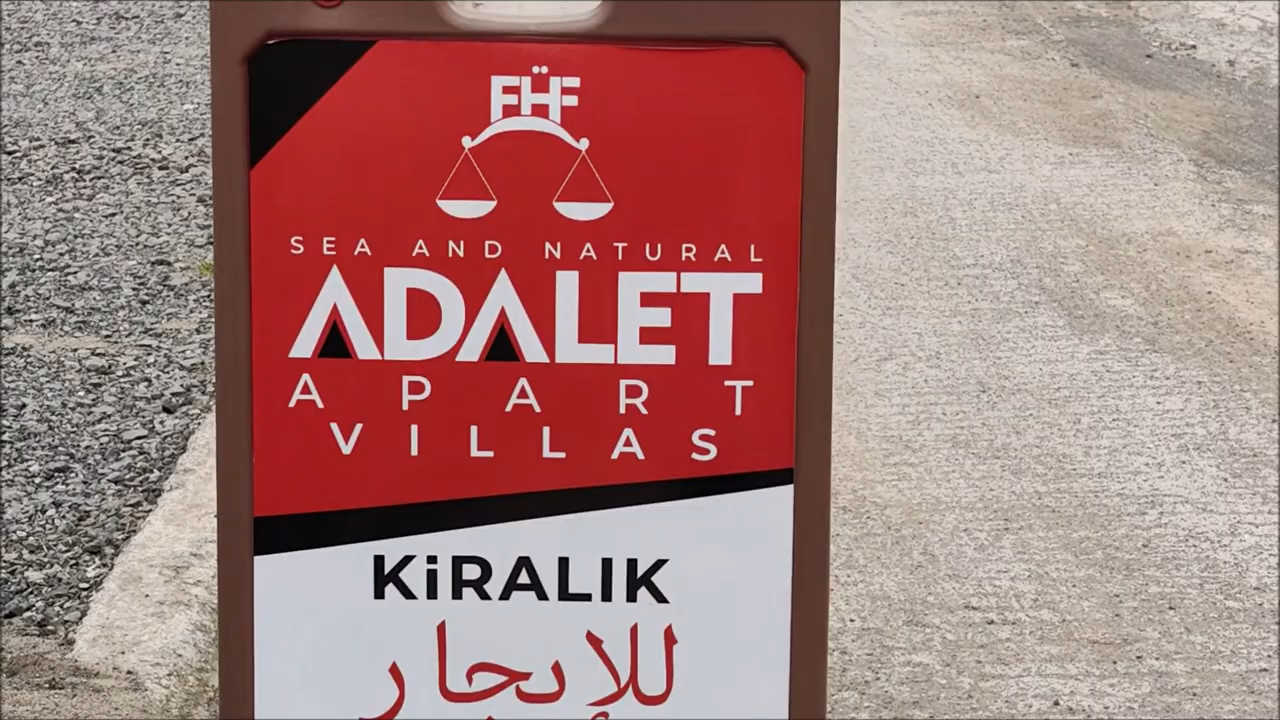 FHF
SEA AND NATURAL
ADALET
APART
VILLAS
KiRALIK
للإيجار